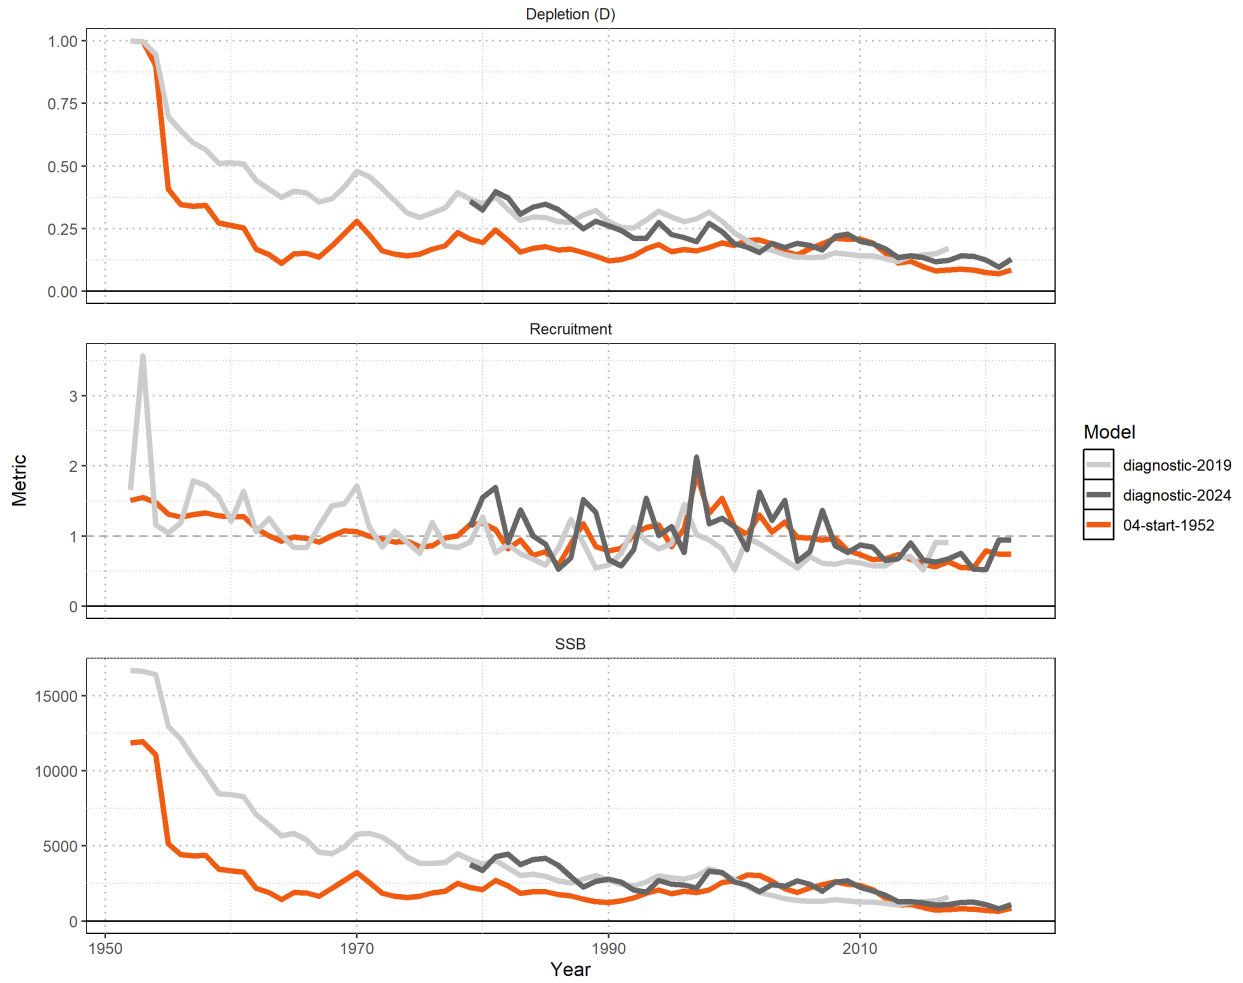 Depletion (D)
1.00
0.75
0.50
0.25
0.00
Recruitment
3
2
1
0
SSB
15000
10000
5000
0
1950
1970
1990
2010
Year
Metric
Model
diagnostic-2019
diagnostic-2024
04-start-1952